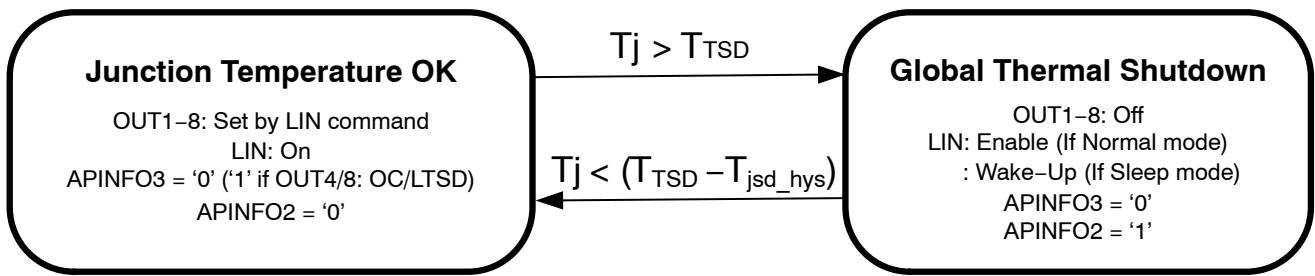 Junction Temperature OK
OUT1−8: Set by LIN command
LIN: On
APINFO3 = ‘0’ (‘1’ if OUT4/8: OC/LTSD)
APINFO2 = ‘0’
Tj > TTSD
Tj < (TTSD −Tjsd_hys)
Global Thermal Shutdown
OUT1−8: Off
LIN: Enable (If Normal mode)
: Wake−Up (If Sleep mode)
APINFO3 = ‘0’
APINFO2 = ‘1’